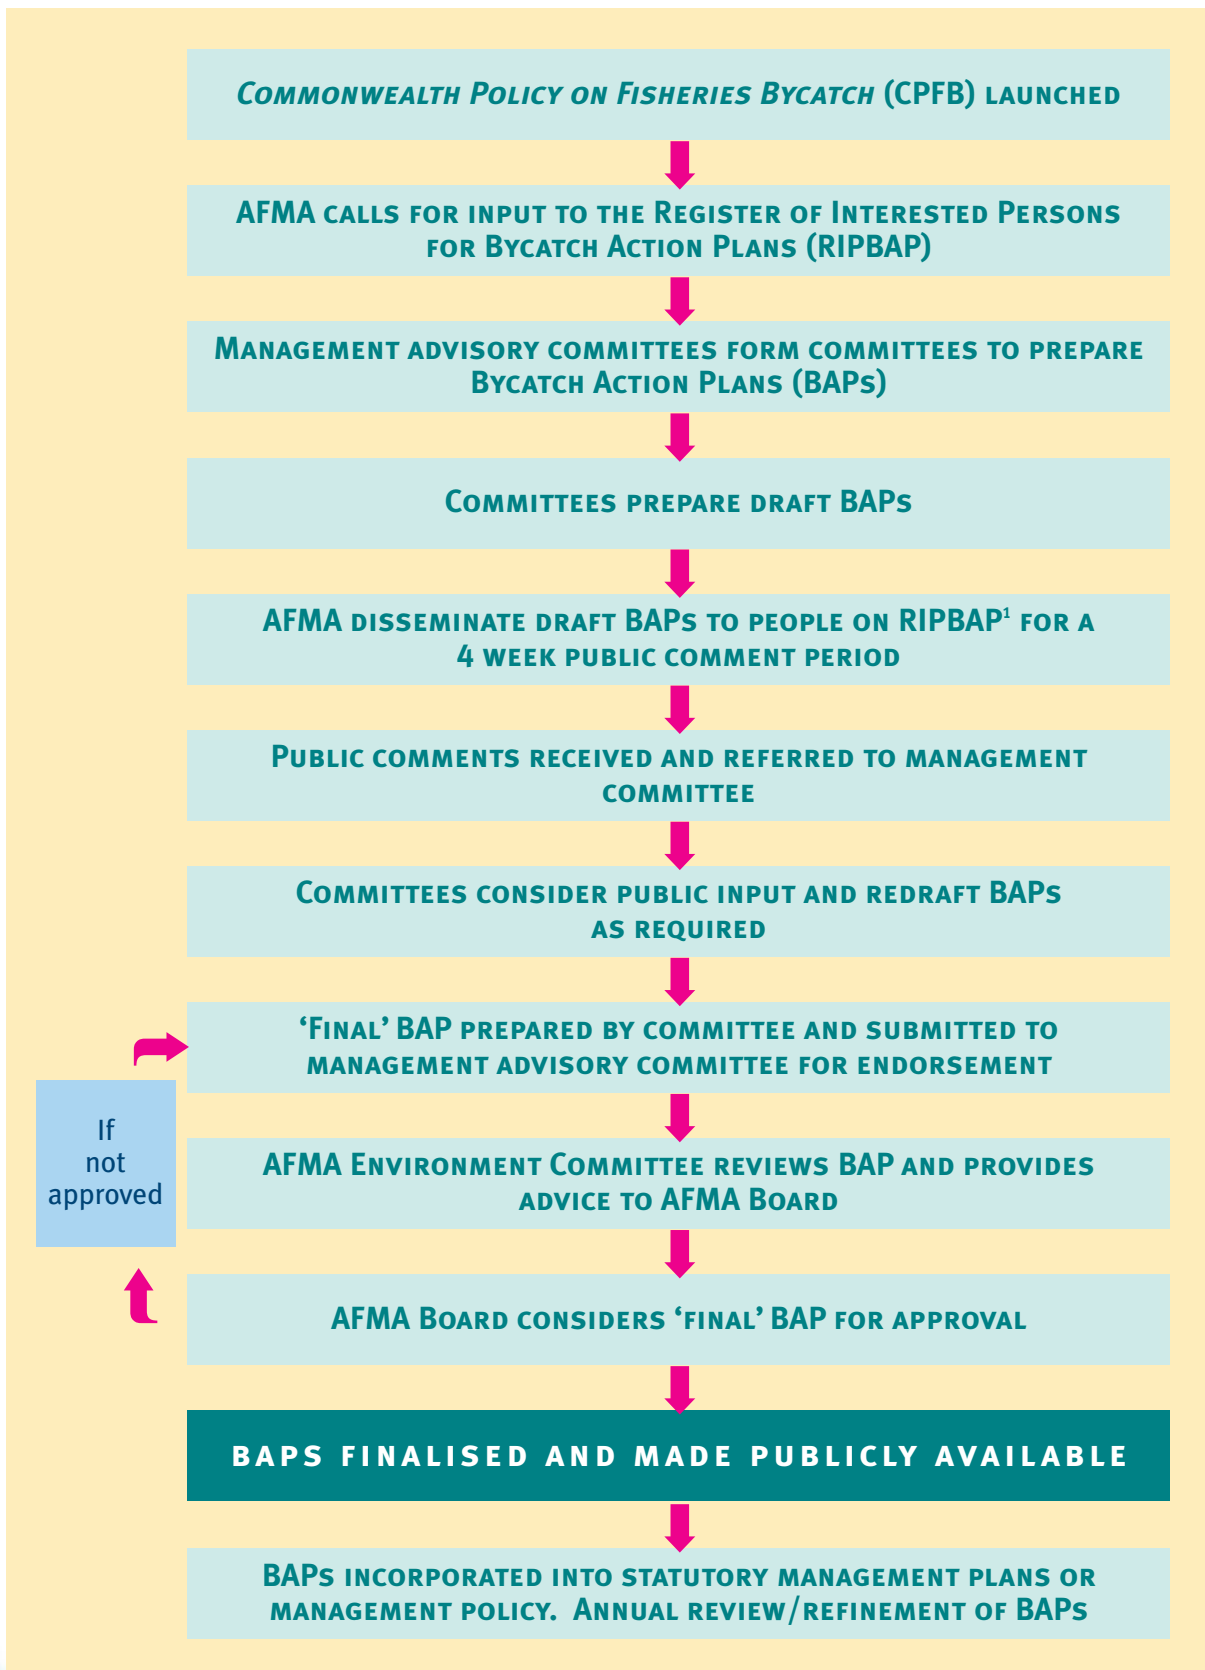 Commonwealth Policy on Fisheries Bycatch (CPFB) launched
AFMA calls for input to the Register of Interested Persons
for Bycatch Action Plans (RIPBAP)
Management advisory committees form committees to prepare
Bycatch Action Plans (BAPs)
Committees prepare draft BAPs
AFMA disseminate draft BAPs to people on RIPBAP¹ for a
4 week public comment period
Public comments received and referred to management
committee
Committees consider public input and redraft BAPs
as required
‘Final’ BAP prepared by committee and submitted to
management advisory committee for endorsement
If
not
approved
AFMA Environment Committee reviews BAP and provides
advice to AFMA Board
AFMA Board considers ‘final’ BAP for approval
BAPS FINALISED AND MADE PUBLICLY AVAILABLE
BAPs incorporated into statutory management plans or
management policy. Annual review/refinement of BAPs